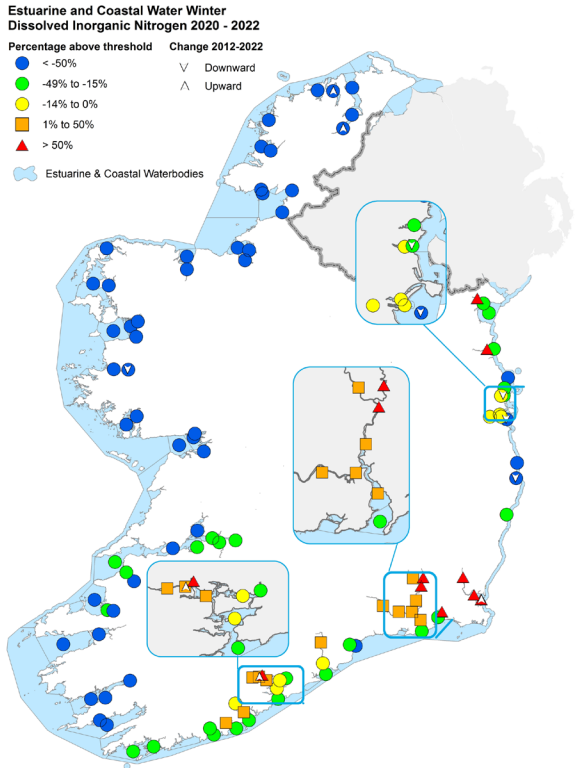 Estuarine and Coastal Water Winter
Dissolved Inorganic Nitrogen 2020 - 2022
Percentage above threshold
< -50%
-49% to -15%
-14% to 0%
1% to 50%
> 50%
Change 2012-2022
Downward
Upward
Estuarine & Coastal Waterbodies